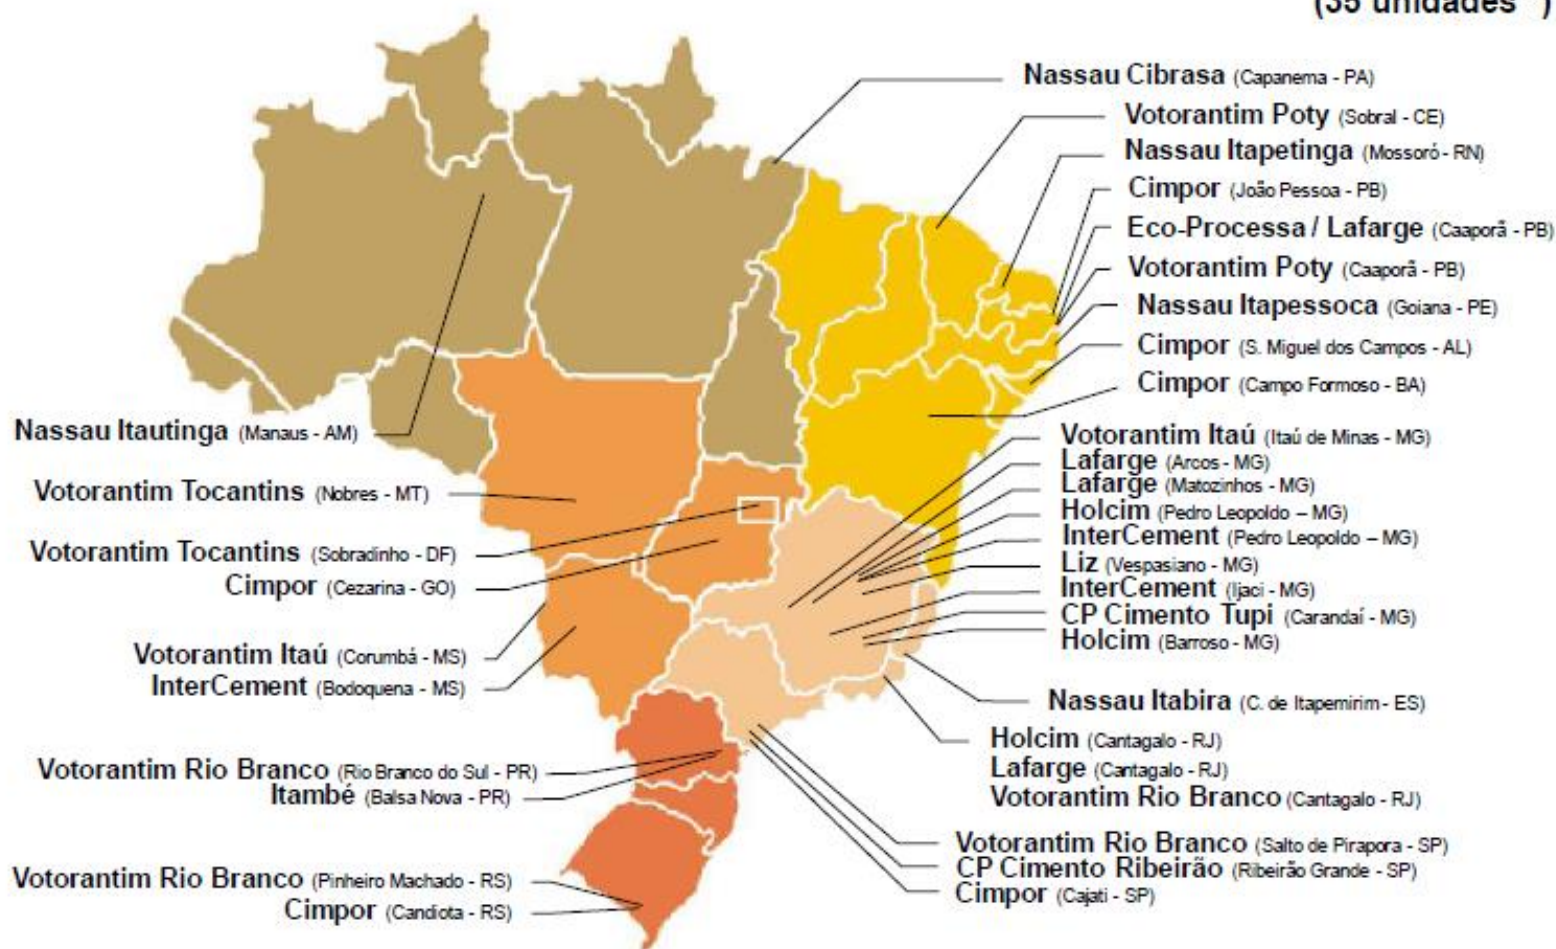 (35 unidades )
Nassau Cibrasa (Capanema - PA)
Votorantim Poty (Sobral - CE)
Nassau Itapetinga (Mossoró - RN)
Cimpor (João Pessoa - PB)
Eco-Processa / Lafarge (Caaporã - PB)
Votorantim Poty (Caaporã - PB)
Nassau Itapessoca (Goiana - PE)
Cimpor (S. Miguel dos Campos - AL)
Cimpor (Campo Formoso - BA)
Votorantim Itaú (Itaú de Minas - MG)
Lafarge (Arcos - MG)
Lafarge (Matozinhos - MG)
Holcim (Pedro Leopoldo – MG)
InterCement (Pedro Leopoldo – MG)
Liz (Vespasiano - MG)
InterCement (Ijaci - MG)
CP Cimento Tupi (Carandaí - MG)
Holcim (Barroso - MG)
Nassau Itabira (C. de Itapemirim - ES)
Holcim (Cantagalo - RJ)
Lafarge (Cantagalo - RJ)
Votorantim Rio Branco (Cantagalo - RJ)
Votorantim Rio Branco (Salto de Pirapora - SP)
CP Cimento Ribeirão (Ribeirão Grande - SP)
Cimpor (Cajati - SP)
Nassau Itautinga (Manaus - AM)
Votorantim Tocantins (Nobres - MT)
Votorantim Tocantins (Sobradinho - DF)
Cimpor (Cezarina - GO)
Votorantim Itaú (Corumbá - MS)
InterCement (Bodoquena - MS)
Votorantim Rio Branco (Rio Branco do Sul - PR)
Itambé (Balsa Nova - PR)
Votorantim Rio Branco (Pinheiro Machado - RS)
Cimpor (Candiota - RS)